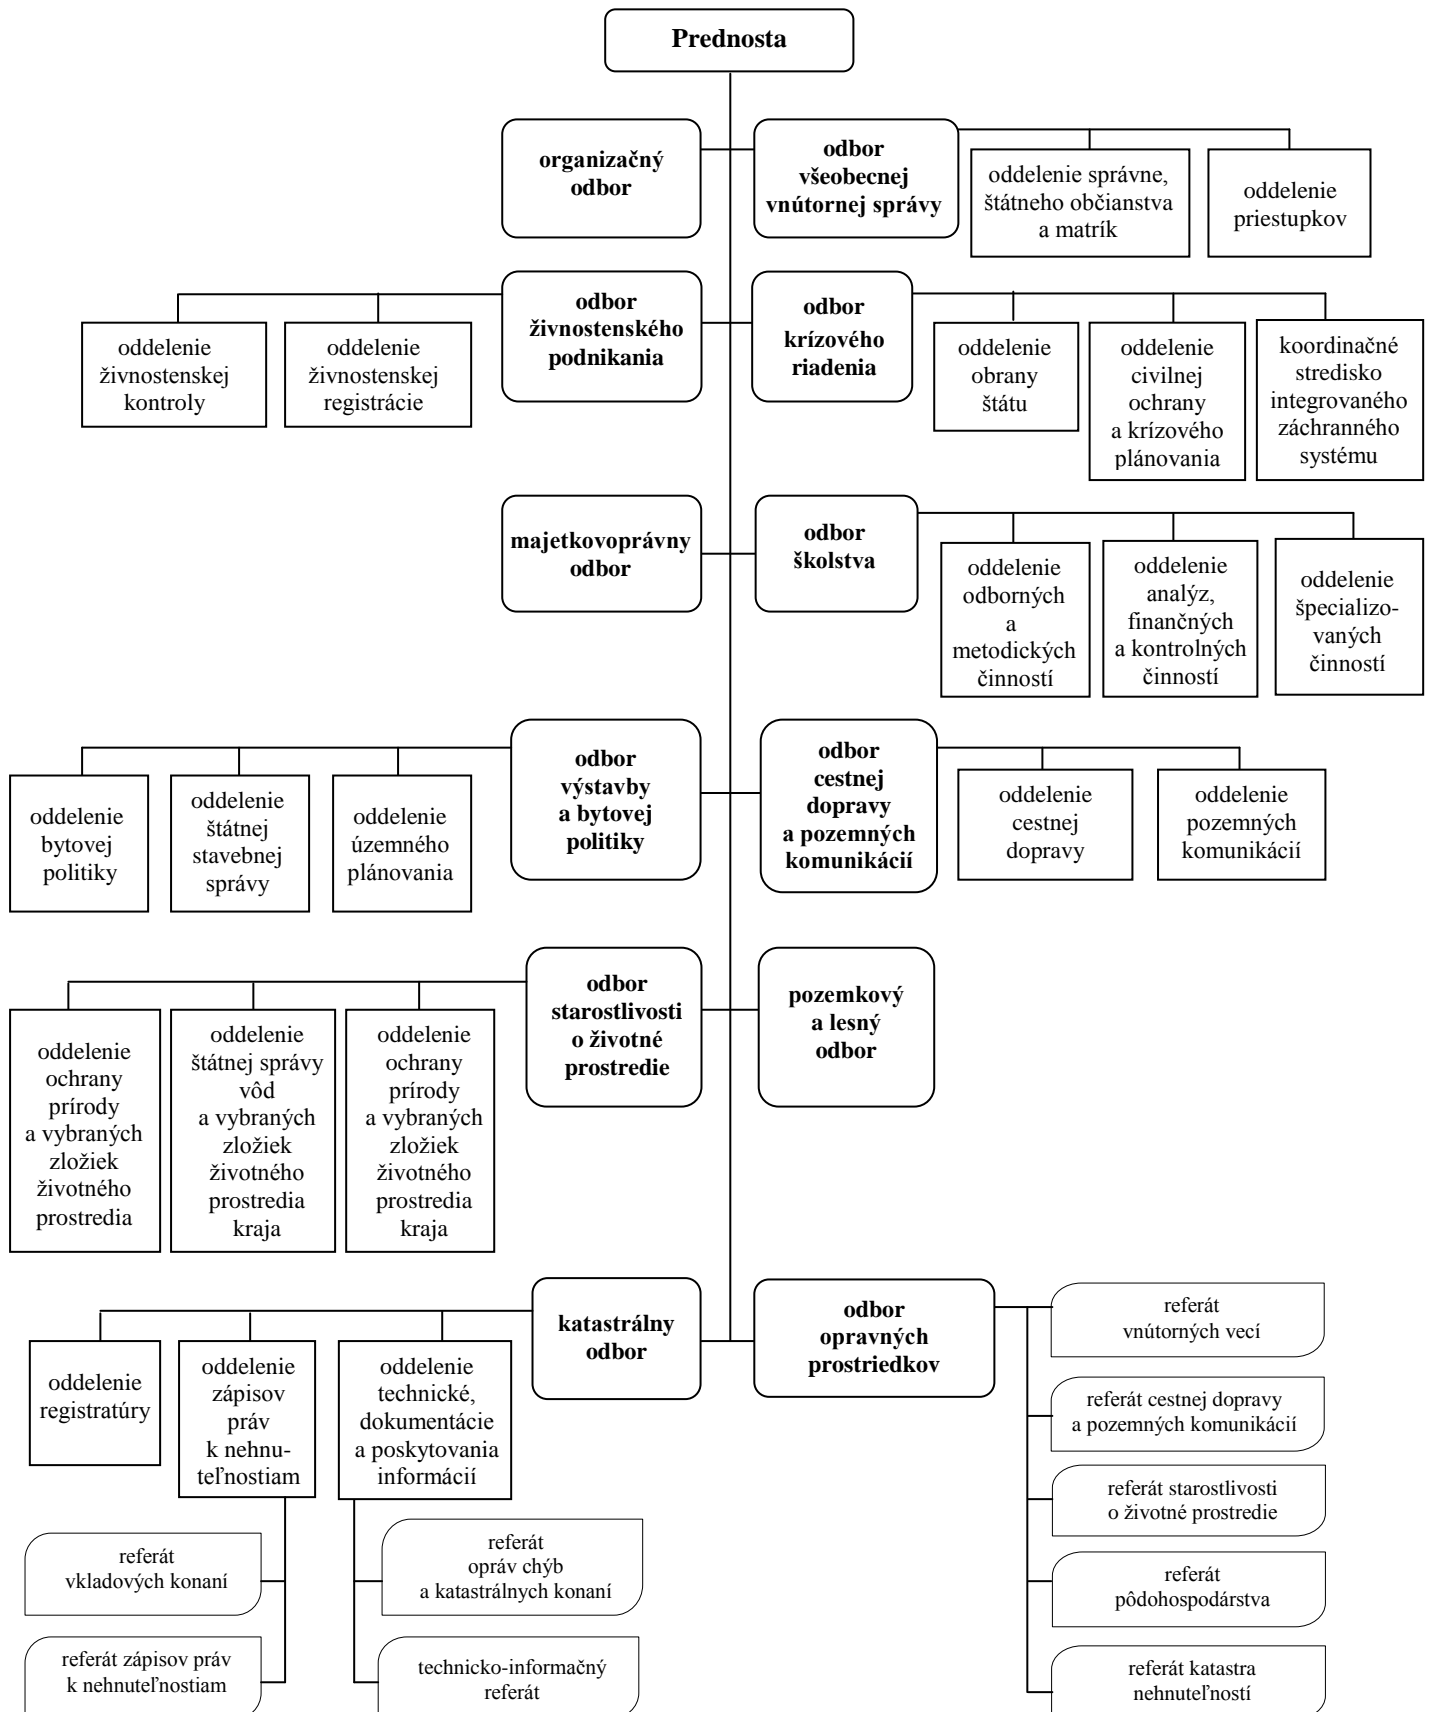 Prednosta
organizačný
odbor
odbor
všeobecnej
vnútornej správy
oddelenie správne,
štátneho občianstva
a matrík
oddelenie
priestupkov
oddelenie
živnostenskej
kontroly
oddelenie
živnostenskej
registrácie
odbor
živnostenského
podnikania
odbor
krízového
riadenia
oddelenie
obrany
štátu
oddelenie
civilnej
ochrany
a krízového
plánovania
koordinačné
stredisko
integrovaného
záchranného
systému
majetkovoprávny
odbor
odbor
školstva
oddelenie
odborných
a
metodických
činností
oddelenie
analýz,
finančných
a kontrolných
činností
oddelenie
špecializo-
vaných
činností
oddelenie
bytovej
politiky
oddelenie
štátnej
stavebnej
správy
oddelenie
územného
plánovania
odbor
výstavby
a bytovej
politiky
odbor
cestnej
dopravy
a pozemných
komunikácií
oddelenie
cestnej
dopravy
oddelenie
pozemných
komunikácií
oddelenie
ochrany
prírody
a vybraných
zložiek
životného
prostredia
oddelenie
štátnej správy
vôd
a vybraných
zložiek
životného
prostredia
kraja
oddelenie
ochrany
prírody
a vybraných
zložiek
životného
prostredia
kraja
odbor
starostlivosti
o životné
prostredie
pozemkový
a lesný
odbor
oddelenie
registratúry
oddelenie
zápisov
práv
k nehnu-
teľnostiam
oddelenie
technické,
dokumentácie
a poskytovania
informácií
katastrálny
odbor
odbor
opravných
prostriedkov
referát
vnútorných vecí
referát cestnej dopravy
a pozemných komunikácií
referát starostlivosti
o životné prostredie
referát
pôdohospodárstva
referát katastra
nehnuteľností
referát
vkladových konaní
referát zápisov práv
k nehnuteľnostiam
referát
opráv chýb
a katastrálnych konaní
technicko-informačný
referát